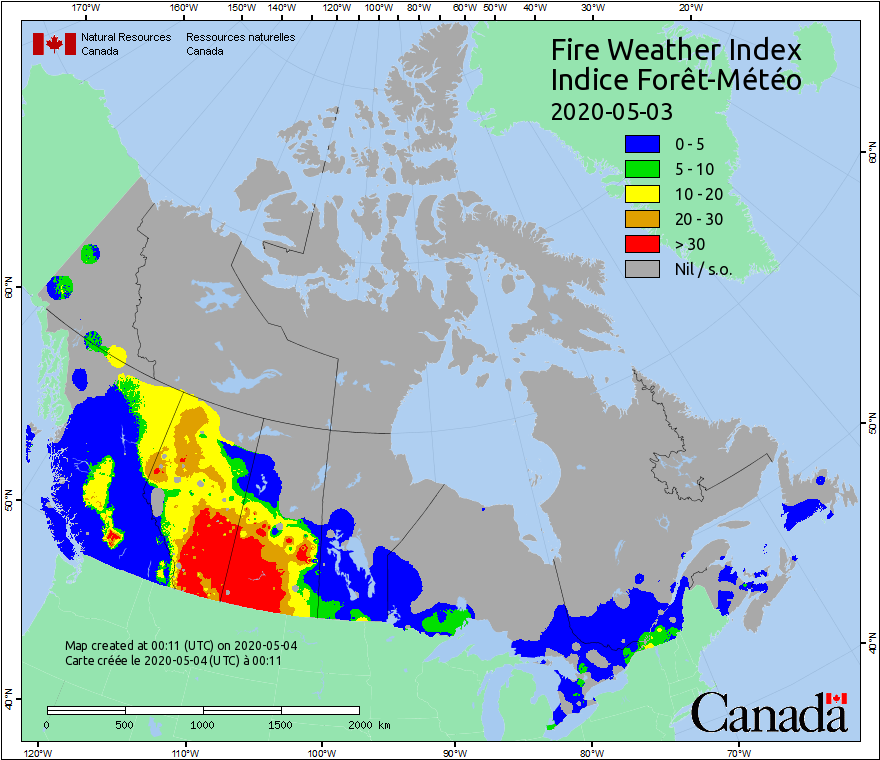 170°W 160°W 150°W 140°W 130°W 120°W 110°W 100°W 90°W 80°W 60°W 50°W 40°W 30°W 20°W
Natural Resources Ressources naturelles
Canada Canada
Fire Weather Index
Indice Forêt-Météo
2020-05-03
0 - 5
5 - 10
10 - 20
20 - 30
> 30
Nil / s.o.
60°N
60°N
50°N
50°N
40°N
40°N
Map created at 00:11 (UTC) on 2020-05-04
Carte créée le 2020-05-04 (UTC) à 00:11
0 500 1000 1500 2000 km
Canada
120°W 110°W 100°W 90°W 80°W 70°W